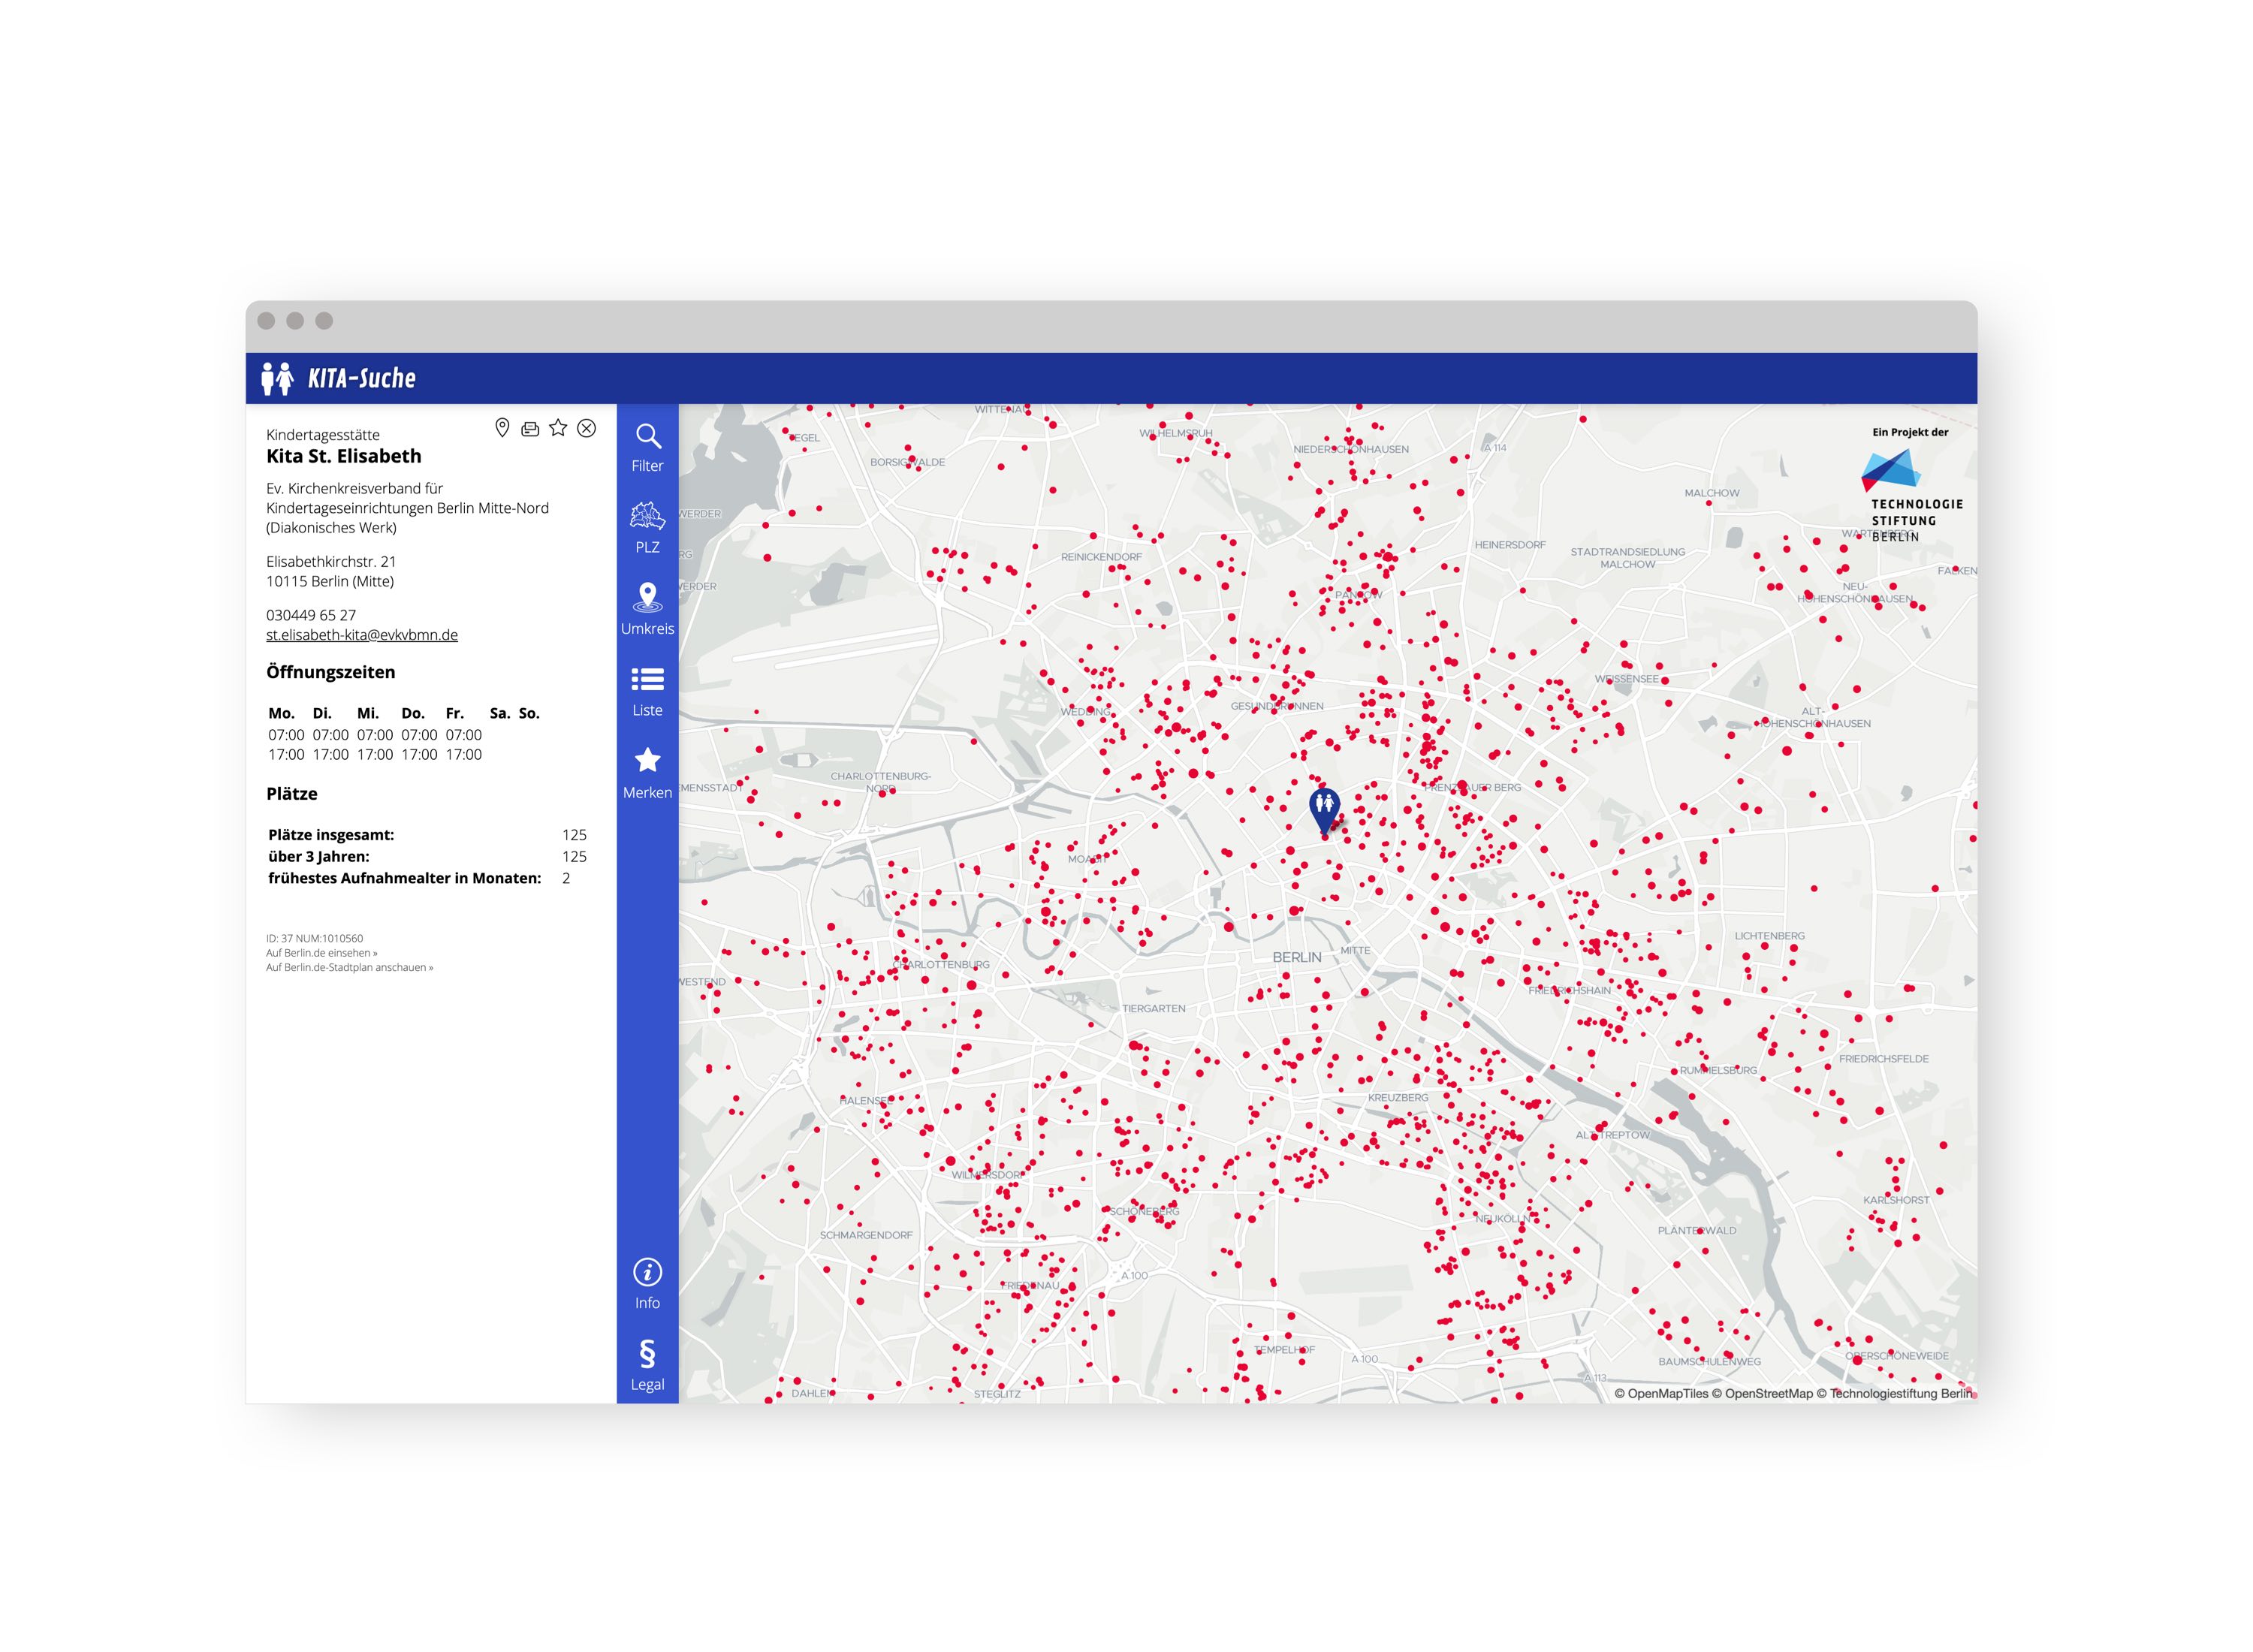 KITA-Suche
Kindertagesstätte
Kita St. Elisabeth
Ev. Kirchenkreisverband für
Kindertageseinrichtungen Berlin Mitte-Nord
(Diakonisches Werk)
Elisabethkirchstr. 21
10115 Berlin (Mitte)
030449 65 27
st.elisabeth-kita@evkvbmn.de
Öffnungszeiten
Mo. Di. Mi. Do. Fr. Sa. So.
07:00 07:00 07:00 07:00 07:00
17:00 17:00 17:00 17:00 17:00
Plätze
Plätze insgesamt: 125
über 3 Jahren: 125
frühestes Aufnahmealter in Monaten: 2
ID: 37 NUM:1010560
Auf Berlin.de einsehen »
Auf Berlin.de-Stadtplan anschauen »
Filter
PLZ
Umkreis
Liste
Merken
Info
§
Legal
WITTENAU
TEGEL
BORSIGWALDE
WILHELMSRUH
NIEDERSCHÖNHAUSEN
A 114
MALCHOW
Ein Projekt der
TECHNOLOGIE
STIFTUNG
BERLIN
WARTENBERG
WERDER
RG
WERDER
REINICKENDORF
HEINERSDORF
STADTRANDSIEDLUNG
MALCHOW
FALKEN
NEU-
HOHENSCHÖNHAUSEN
PANKOW
WEISSENSEE
WEDDING
GESUNDBRUNNEN
ALT-
HOHENSCHÖNHAUSEN
CHARLOTTENBURG-
NORD
EMENSSTADT
PRENZLAUER BERG
MOABIT
LICHTENBERG
BERLIN
MITTE
CHARLOTTENBURG
WESTEND
TIERGARTEN
FRIEDRICHSHAIN
FRIEDRICHSFELDE
RUMMELSBURG
HALENSEE
KREUZBERG
ALT-TREPTOW
WILMERSDORF
KARLSHORST
SCHÖNEBERG
NEUKÖLLN
PLÄNTERWALD
SCHMARGENDORF
A 100
FRIEDENAU
TEMPELHOF
A 100
BAUMSCHULENWEG
OBERSCHÖNEWEIDE
A 113
DAHLEM
STEGLITZ
© OpenMapTiles © OpenStreetMap © Technologiestiftung Berlin